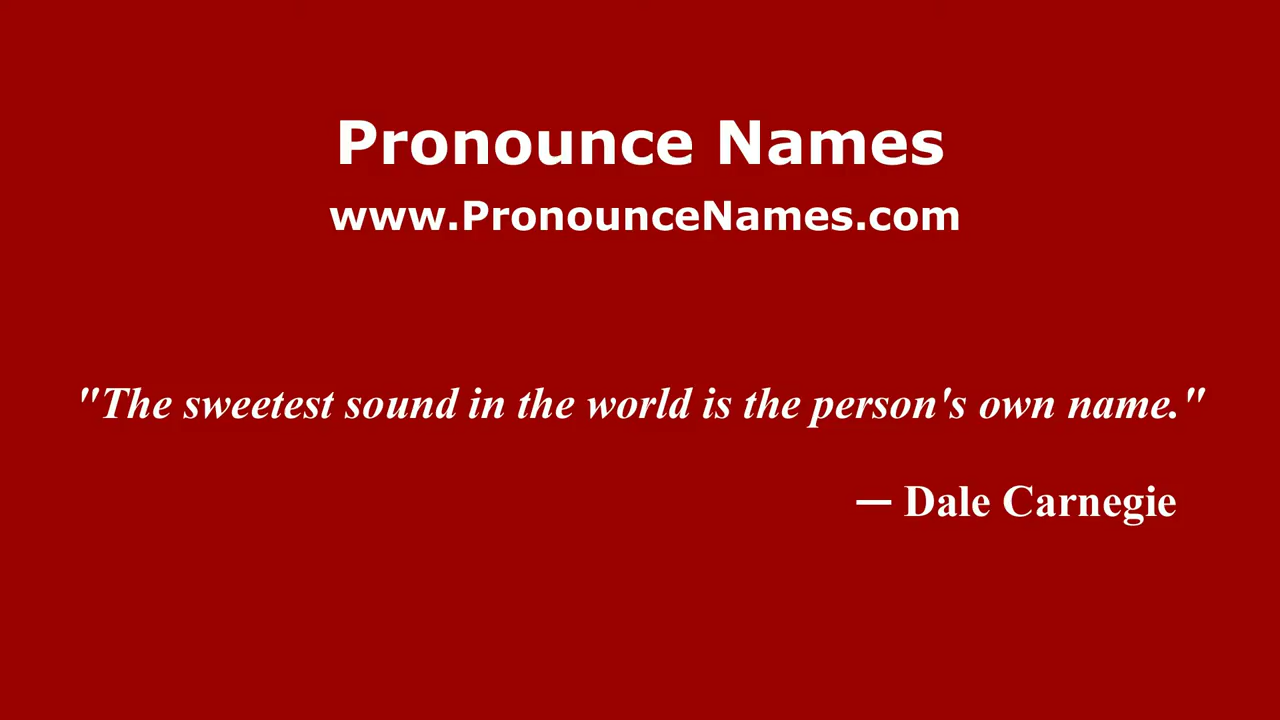 Pronounce Names
www.PronounceNames.com
"The sweetest sound in the world is the person's own name."
— Dale Carnegie